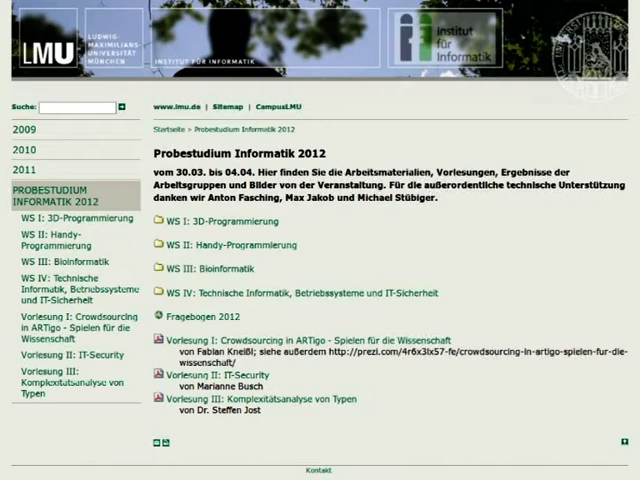 LMU
LUDWIG-
MAXIMILIANS-
UNIVERSITÄT
MÜNCHEN
INSTITUT FÜR INFORMATIK
Institut
für
Informatik
Suche:
www.lmu.de | Sitemap | CampusLMU
2009
2010
2011
PROBESTUDIUM
INFORMATIK 2012
WS I: 3D-Programmierung
WS II: Handy-
Programmierung
WS III: Bioinformatik
WS IV: Technische
Informatik, Betriebssysteme
und IT-Sicherheit
Vorlesung I: Crowdsourcing
in ARTigo - Spielen für die
Wissenschaft
Vorlesung II: IT-Security
Vorlesung III:
Komplexitätsanalyse von
Typen
Startseite > Probestudium Informatik 2012
Probestudium Informatik 2012
vom 30.03. bis 04.04. Hier finden Sie die Arbeitsmaterialien, Vorlesungen, Ergebnisse der
Arbeitsgruppen und Bilder von der Veranstaltung. Für die außerordentliche technische Unterstützung
danken wir Anton Fasching, Max Jakob und Michael Stübiger.
WS I: 3D-Programmierung
WS II: Handy-Programmierung
WS III: Bioinformatik
WS IV: Technische Informatik, Betriebssysteme und IT-Sicherheit
Fragebogen 2012
Vorlesung I: Crowdsourcing in ARTigo - Spielen für die Wissenschaft
von Fabian Kneißl; siehe außerdem http://prezi.com/4r6x3lx57-fe/crowdsourcing-in-artigo-spielen-fur-die-
wissenschaft/
Vorlesung II: IT-Security
von Marianne Busch
Vorlesung III: Komplexitätsanalyse von Typen
von Dr. Steffen Jost
Kontakt